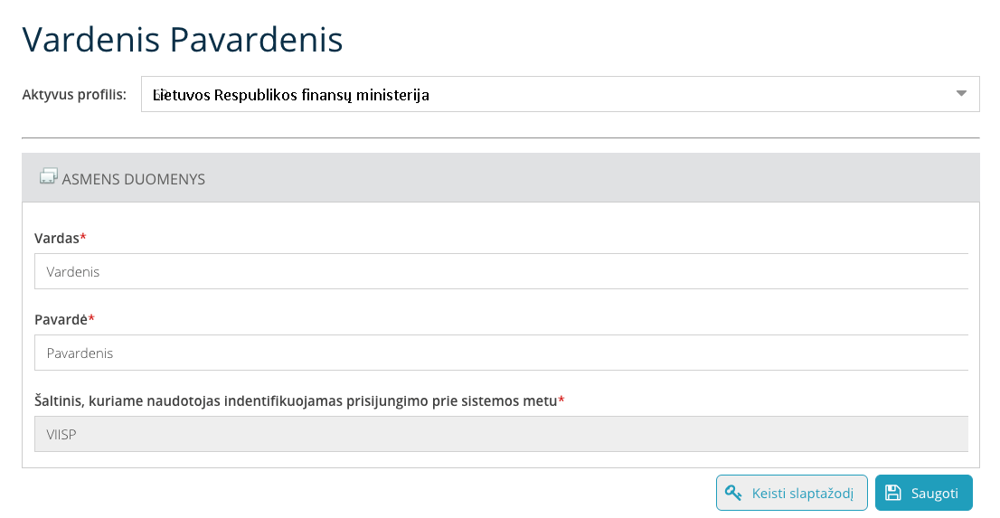 Vardenis Pavardenis
Aktyvus profilis: Lietuvos Respublikos finansų ministerija
ASMENS DUOMENYS
Vardas*
Vardenis
Pavardė*
Pavardenis
Šaltinis, kuriame naudotojas indentifikuojamas prisijungimo prie sistemos metu*
VIISP
Keisti slaptažodį Saugoti